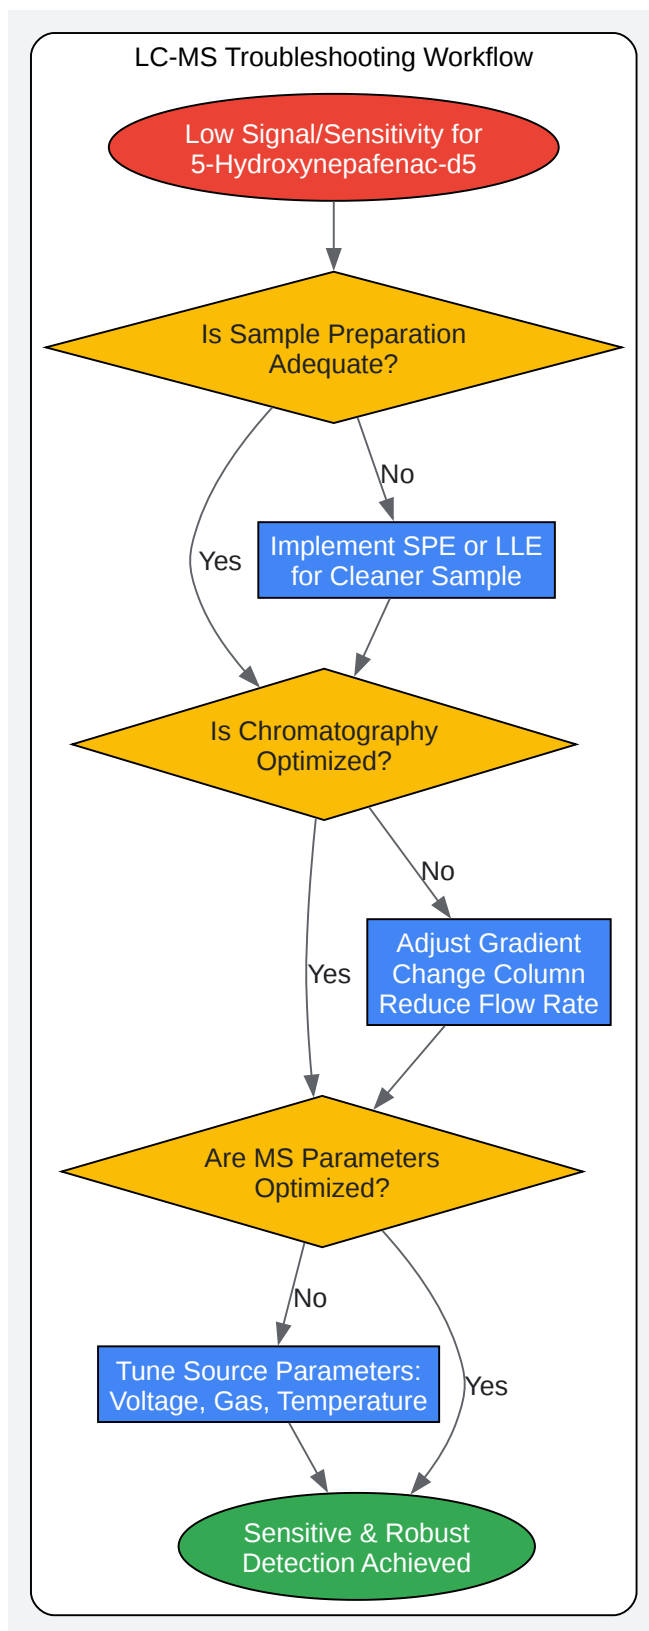 LC-MS Troubleshooting Workflow
Low Signal/Sensitivity for
5-Hydroxynepafenac-d5
Is Sample Preparation
Adequate?
No
Yes
Implement SPE or LLE
for Cleaner Sample
Is Chromatography
Optimized?
No
Yes
Adjust Gradient
Change Column
Reduce Flow Rate
Are MS Parameters
Optimized?
No
Yes
Tune Source Parameters:
Voltage, Gas, Temperature
Sensitive & Robust
Detection Achieved